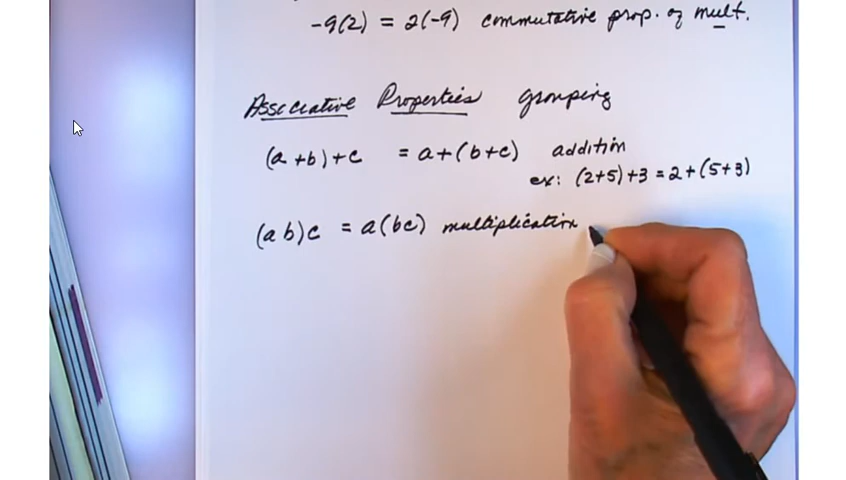 -9(2) = 2(-9) commutative prop. of mult.
Associative Properties grouping
(a+b)+c = a+(b+c) addition
ex: (2+5)+3 = 2+(5+3)
(ab)c = a(bc) multiplication